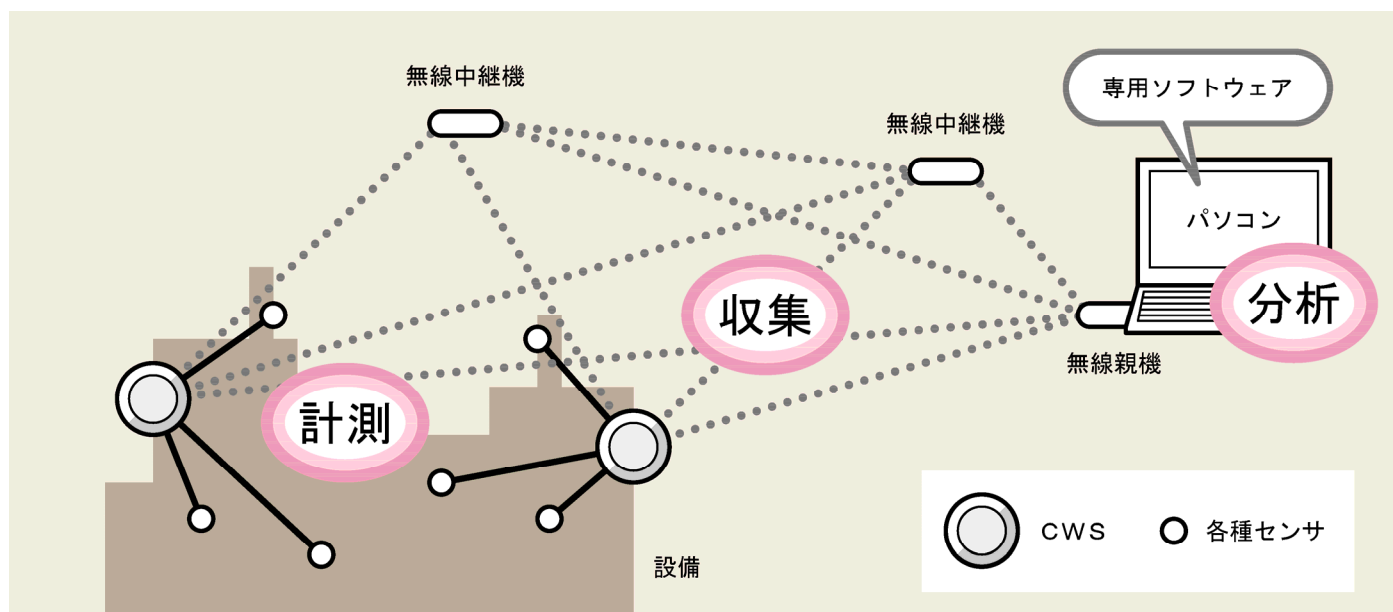 無線中継機
専用ソフトウェア
無線中継機
パソコン
収集
分析
無線親機
計測
設備
ＣＷＳ
各種センサ